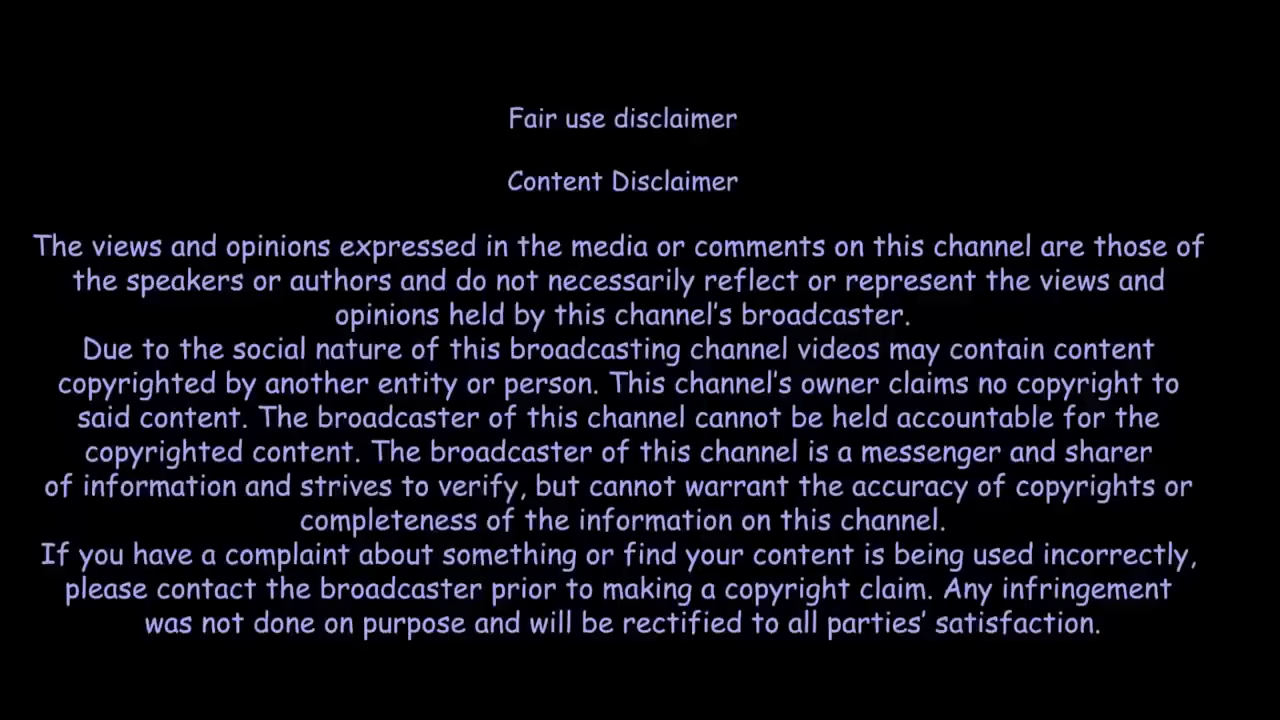 Fair use disclaimer
Content Disclaimer
The views and opinions expressed in the media or comments on this channel are those of
the speakers or authors and do not necessarily reflect or represent the views and
opinions held by this channel's broadcaster.
Due to the social nature of this broadcasting channel videos may contain content
copyrighted by another entity or person. This channel's owner claims no copyright to
said content. The broadcaster of this channel cannot be held accountable for the
copyrighted content. The broadcaster of this channel is a messenger and sharer
of information and strives to verify, but cannot warrant the accuracy of copyrights or
completeness of the information on this channel.
If you have a complaint about something or find your content is being used incorrectly,
please contact the broadcaster prior to making a copyright claim. Any infringement
was not done on purpose and will be rectified to all parties’ satisfaction.